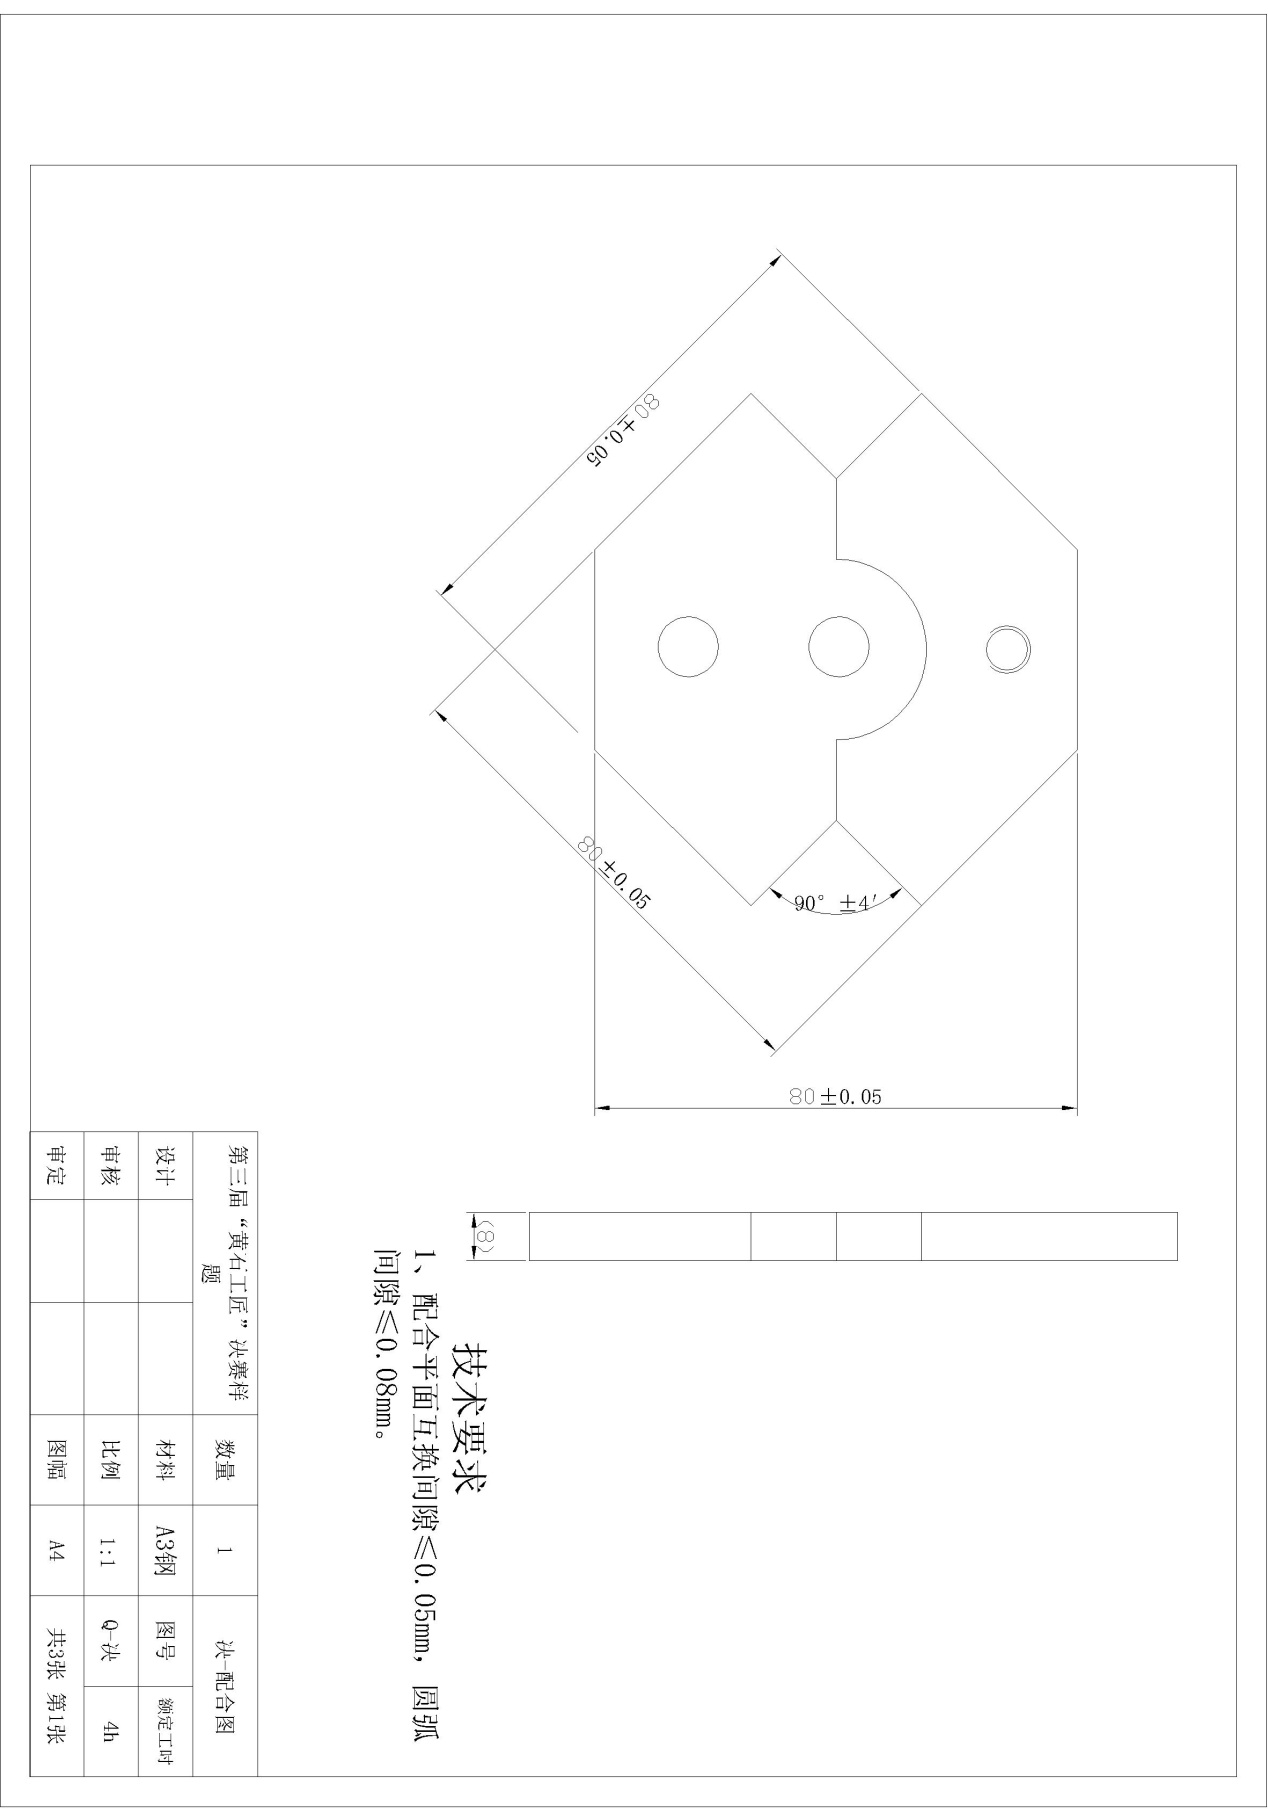 80±0.05
80±0.05
90°±4′
80±0.05
(8)
技术要求
1、配合平面互换间隙≤0.05mm，圆弧
间隙≤0.08mm。
第三届“黄石工匠”决赛样
题
数量
1
决-配合图
设计
材料
A3钢
图号
额定工时
审核
比例
1:1
Q-决
4h
审定
图幅
A4
共3张 第1张